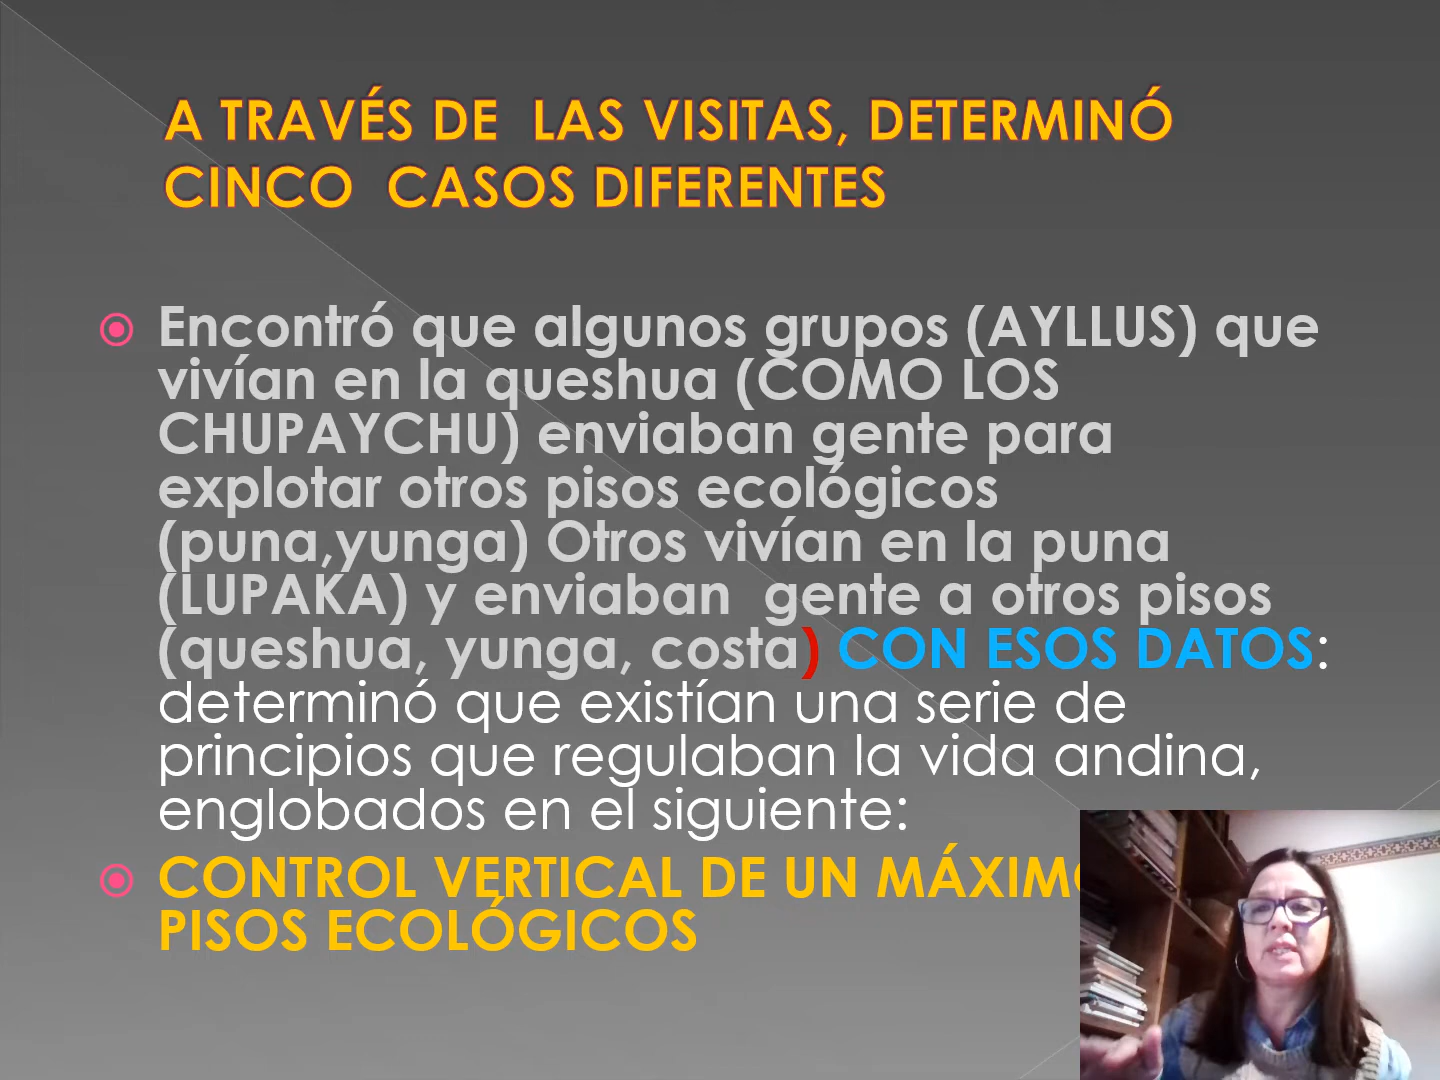 A TRAVÉS DE LAS VISITAS, DETERMINÓ
CINCO CASOS DIFERENTES
Encontró que algunos grupos (AYLLUS) que
vivían en la queshua (COMO LOS
CHUPAYCHU) enviaban gente para
explotar otros pisos ecológicos
(puna,yunga) Otros vivían en la puna
(LUPAKA) y enviaban gente a otros pisos
(queshua, yunga, costa) CON ESOS DATOS:
determinó que existían una serie de
principios que regulaban la vida andina,
englobados en el siguiente:
CONTROL VERTICAL DE UN
PISOS ECOLÓGICOS